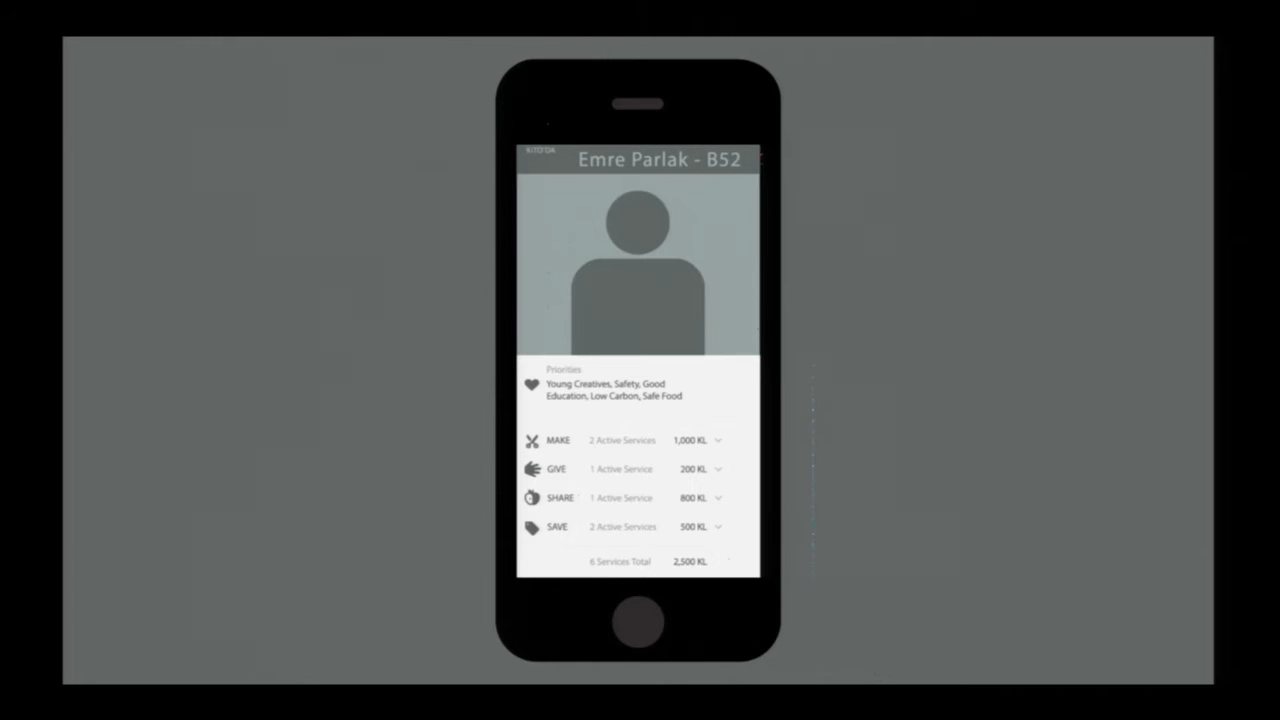 Emre Parlak - B52
Priorities
Young Creatives, Safety, Good
Education, Low Carbon, Safe Food
MAKE 2 Active Services 1,000 KL
GIVE 1 Active Service 200 KL
SHARE 1 Active Service 800 KL
SAVE 2 Active Services 500 KL
6 Services Total 2,500 KL